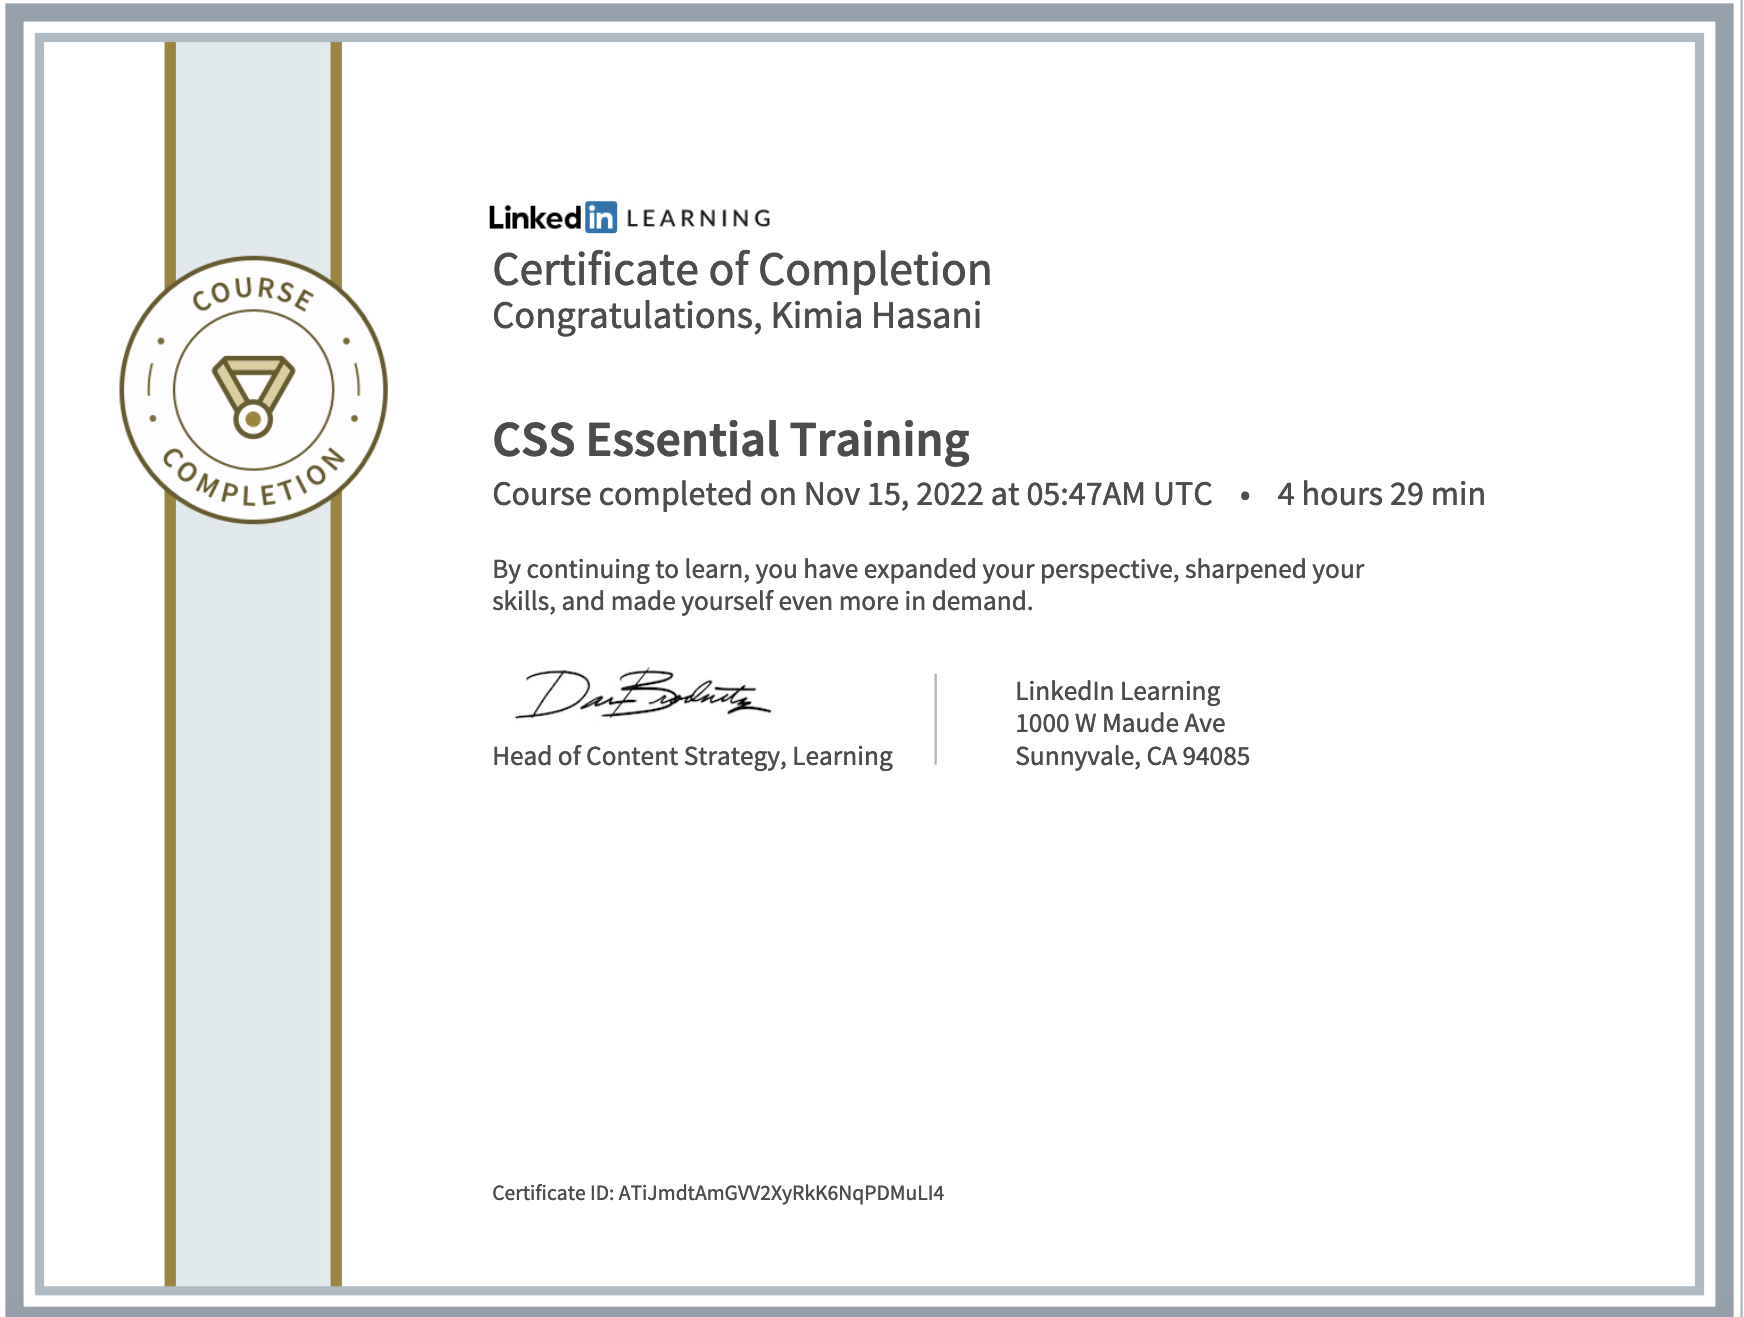 COURSE
COMPLETION
Linked in LEARNING
Certificate of Completion
Congratulations, Kimia Hasani
CSS Essential Training
Course completed on Nov 15, 2022 at 05:47AM UTC • 4 hours 29 min
By continuing to learn, you have expanded your perspective, sharpened your
skills, and made yourself even more in demand.
Dan Brodnitz
Head of Content Strategy, Learning
LinkedIn Learning
1000 W Maude Ave
Sunnyvale, CA 94085
Certificate ID: ATiJmdtAmGVV2XyRkK6NqPDMuLI4